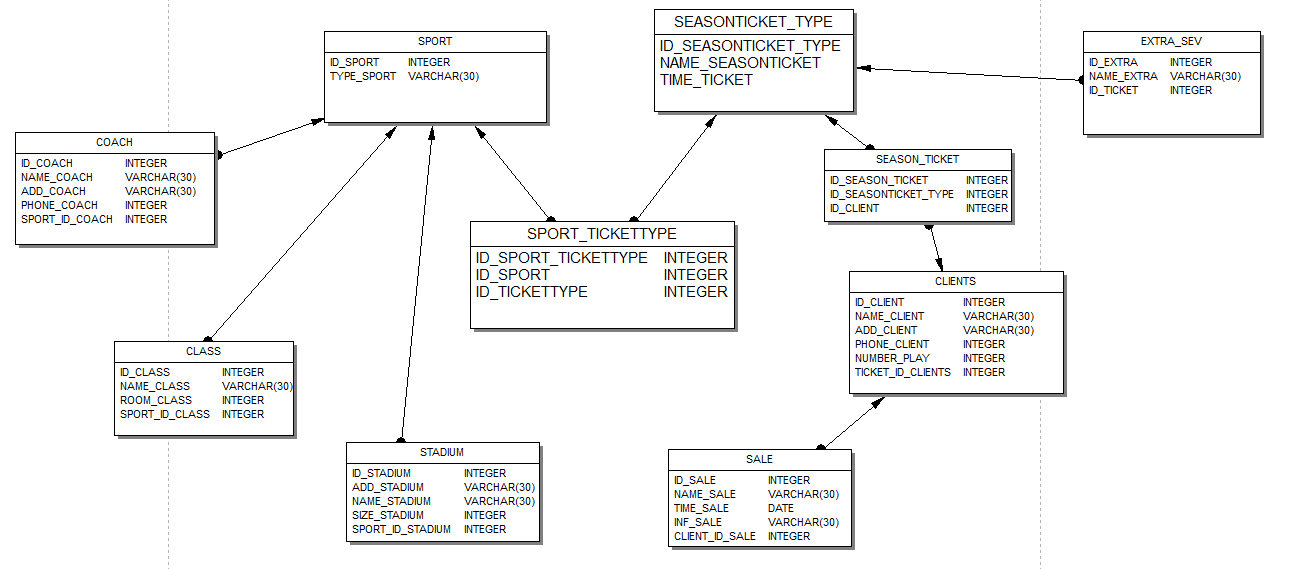 SPORT
ID_SPORT INTEGER
TYPE_SPORT VARCHAR(30)
SEASONTICKET_TYPE
ID_SEASONTICKET_TYPE
NAME_SEASONTICKET
TIME_TICKET
EXTRA_SEV
ID_EXTRA INTEGER
NAME_EXTRA VARCHAR(30)
ID_TICKET INTEGER
COACH
ID_COACH INTEGER
NAME_COACH VARCHAR(30)
ADD_COACH VARCHAR(30)
PHONE_COACH INTEGER
SPORT_ID_COACH INTEGER
SEASON_TICKET
ID_SEASON_TICKET INTEGER
ID_SEASONTICKET_TYPE INTEGER
ID_CLIENT INTEGER
SPORT_TICKETTYPE
ID_SPORT_TICKETTYPE INTEGER
ID_SPORT INTEGER
ID_TICKETTYPE INTEGER
CLIENTS
ID_CLIENT INTEGER
NAME_CLIENT VARCHAR(30)
ADD_CLIENT VARCHAR(30)
PHONE_CLIENT INTEGER
NUMBER_PLAY INTEGER
TICKET_ID_CLIENTS INTEGER
CLASS
ID_CLASS INTEGER
NAME_CLASS VARCHAR(30)
ROOM_CLASS INTEGER
SPORT_ID_CLASS INTEGER
STADIUM
ID_STADIUM INTEGER
ADD_STADIUM VARCHAR(30)
NAME_STADIUM VARCHAR(30)
SIZE_STADIUM INTEGER
SPORT_ID_STADIUM INTEGER
SALE
ID_SALE INTEGER
NAME_SALE VARCHAR(30)
TIME_SALE DATE
INF_SALE VARCHAR(30)
CLIENT_ID_SALE INTEGER